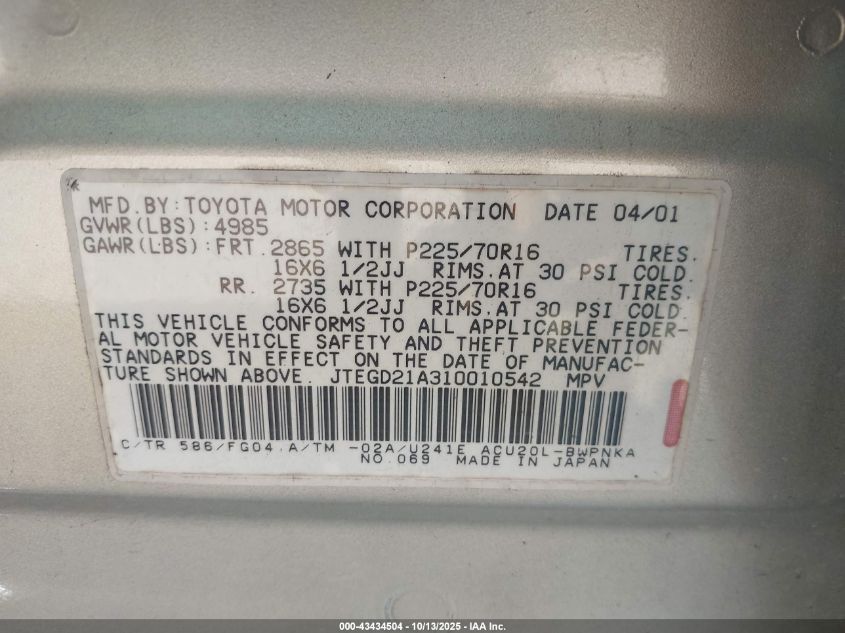 MFD. BY: TOYOTA MOTOR CORPORATION DATE 04/01
GVWR(LBS):4985
GAWR(LBS):FRT. 2865 WITH P225/70R16 TIRES.
16X6 1/2JJ RIMS.AT 30 PSI COLD.
RR. 2735 WITH P225/70R16 TIRES.
16X6 1/2JJ RIMS.AT 30 PSI COLD.
THIS VEHICLE CONFORMS TO ALL APPLICABLE FEDER-
AL MOTOR VEHICLE SAFETY AND THEFT PREVENTION
STANDARDS IN EFFECT ON THE DATE OF MANUFAC-
TURE SHOWN ABOVE. JTEGD21A310010542 MPV
C/TR 586/FG04.A/TM -02A/U241E ACU20L-BWPNKA
NO.069 MADE IN JAPAN
000-43434504 | 10/13/2025 - IAA Inc.